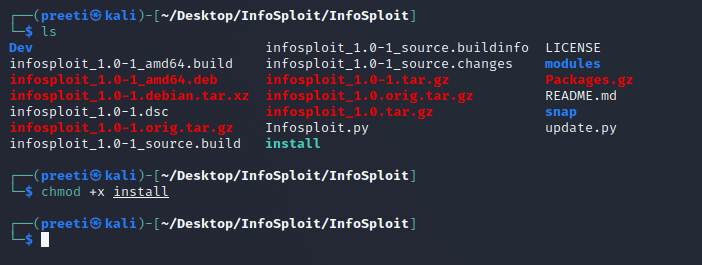 ┌──(preeti㉿kali)-[~/Desktop/InfoSploit/InfoSploit]
└─$ ls
Dev infosploit_1.0-1_source.buildinfo LICENSE
infosploit_1.0-1_amd64.build infosploit_1.0-1_source.changes modules
infosploit_1.0-1_amd64.deb infosploit_1.0-1.tar.gz Packages.gz
infosploit_1.0-1.debian.tar.xz infosploit_1.0.orig.tar.gz README.md
infosploit_1.0-1.dsc infosploit_1.0.tar.gz snap
infosploit_1.0-1.orig.tar.gz Infosploit.py update.py
infosploit_1.0-1_source.build install
┌──(preeti㉿kali)-[~/Desktop/InfoSploit/InfoSploit]
└─$ chmod +x install
┌──(preeti㉿kali)-[~/Desktop/InfoSploit/InfoSploit]
└─$